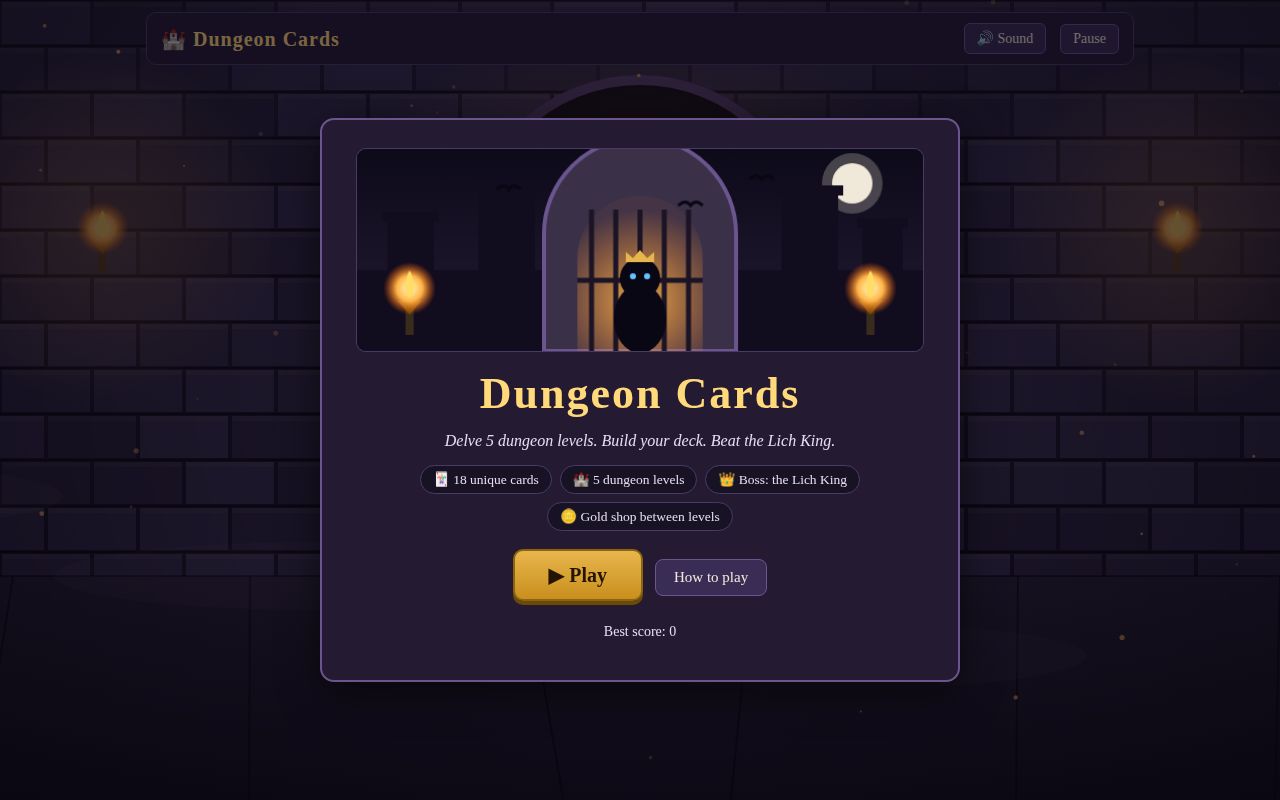 🏰 Dungeon Cards
🔊 Sound
Pause
Dungeon Cards
Delve 5 dungeon levels. Build your deck. Beat the Lich King.
🃏 18 unique cards
🏰 5 dungeon levels
👑 Boss: the Lich King
🪙 Gold shop between levels
▶ Play
How to play
Best score: 0